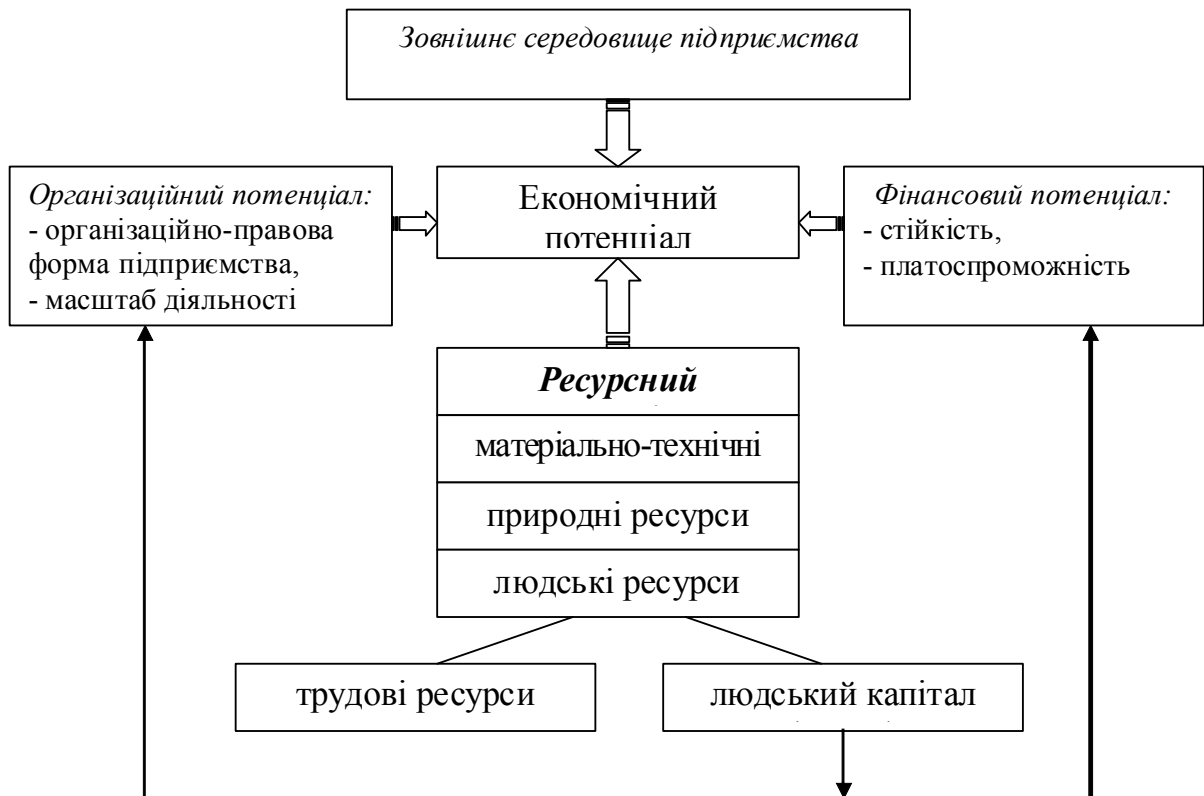 Зовнішнє середовище підприємства
Організаційний потенціал:
- організаційно-правова
форма підприємства,
- масштаб діяльності
Економічний
потенціал
Фінансовий потенціал:
- стійкість,
- платоспроможність
Ресурсний
матеріально-технічні
природні ресурси
людські ресурси
трудові ресурси
людський капітал